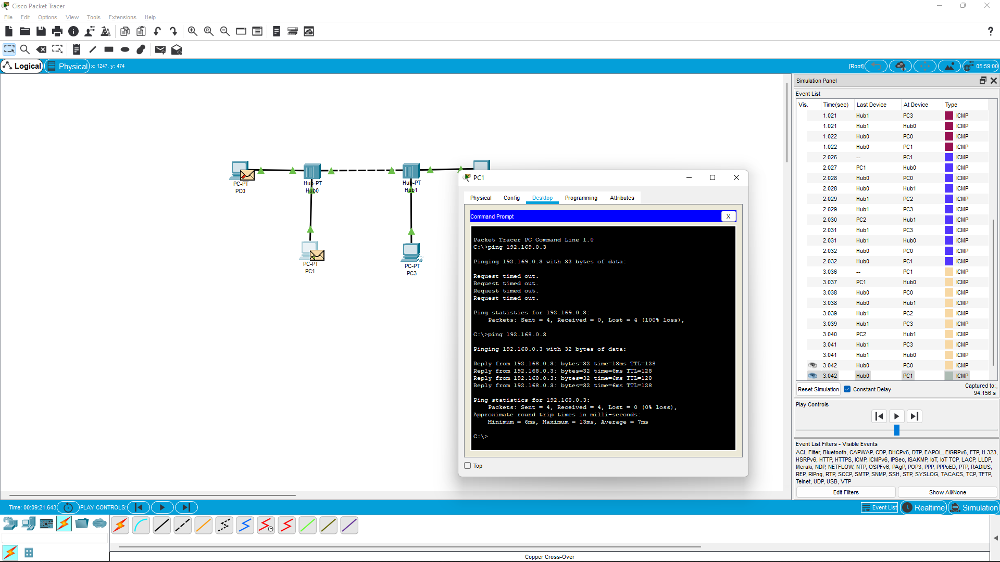 Cisco Packet Tracer
File Edit Options View Tools Extensions Help
Logical Physical x: 1247, y: 474 [Root] 05:59:00
PC-PT
PC0
Hub-PT
Hub0
Hub-PT
Hub1
PC-PT
PC1
PC-PT
PC3
PC1
Physical Config Desktop Programming Attributes
Command Prompt X
Packet Tracer PC Command Line 1.0
C:\>ping 192.169.0.3
Pinging 192.169.0.3 with 32 bytes of data:
Request timed out.
Request timed out.
Request timed out.
Request timed out.
Ping statistics for 192.169.0.3:
Packets: Sent = 4, Received = 0, Lost = 4 (100% loss),
C:\>ping 192.168.0.3
Pinging 192.168.0.3 with 32 bytes of data:
Reply from 192.168.0.3: bytes=32 time=13ms TTL=128
Reply from 192.168.0.3: bytes=32 time=6ms TTL=128
Reply from 192.168.0.3: bytes=32 time=6ms TTL=128
Reply from 192.168.0.3: bytes=32 time=6ms TTL=128
Ping statistics for 192.168.0.3:
Packets: Sent = 4, Received = 4, Lost = 0 (0% loss),
Approximate round trip times in milli-seconds:
Minimum = 6ms, Maximum = 13ms, Average = 7ms
C:\>
Top
Simulation Panel
Event List
Vis. Time(sec) Last Device At Device Type
1.021 Hub1 PC3 ICMP
1.021 Hub1 Hub0 ICMP
1.022 Hub0 PC0 ICMP
1.022 Hub0 PC1 ICMP
2.026 -- PC1 ICMP
2.027 PC1 Hub0 ICMP
2.028 Hub0 PC0 ICMP
2.028 Hub0 Hub1 ICMP
2.029 Hub1 PC2 ICMP
2.029 Hub1 PC3 ICMP
2.030 PC2 Hub1 ICMP
2.031 Hub1 PC3 ICMP
2.031 Hub1 Hub0 ICMP
2.032 Hub0 PC0 ICMP
2.032 Hub0 PC1 ICMP
3.036 -- PC1 ICMP
3.037 PC1 Hub0 ICMP
3.038 Hub0 PC0 ICMP
3.038 Hub0 Hub1 ICMP
3.039 Hub1 PC2 ICMP
3.039 Hub1 PC3 ICMP
3.040 PC2 Hub1 ICMP
3.041 Hub1 PC3 ICMP
3.041 Hub1 Hub0 ICMP
3.042 Hub0 PC0 ICMP
3.042 Hub0 PC1 ICMP
Reset Simulation Constant Delay Captured to:
94.156 s
Play Controls
Event List Filters - Visible Events
ACL Filter, Bluetooth, CAPWAP, CDP, DHCPv6, DTP, EAPOL, EIGRPv6, FTP, H.323,
HSRPv6, HTTP, HTTPS, ICMP, ICMPv6, IPSec, ISAKMP, IoT, IoT TCP, LACP, LLDP,
Meraki, NDP, NETFLOW, NTP, OSPFv6, PAgP, POP3, PPP, PPPoED, PTP, RADIUS,
REP, RIPng, RTP, SCCP, SMTP, SNMP, SSH, STP, SYSLOG, TACACS, TCP, TFTP,
Telnet, UDP, USB, VTP
Edit Filters Show All/None
Time: 00:09:21.643 PLAY CONTROLS: Event List Realtime Simulation
Copper Cross-Over